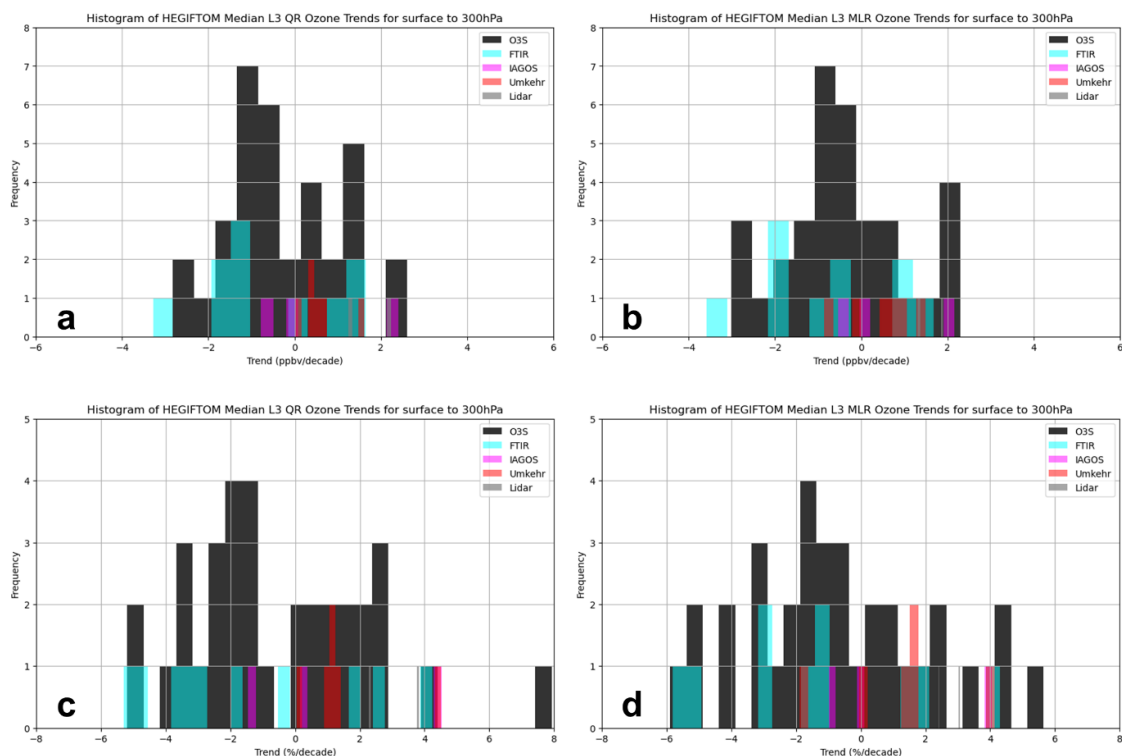 Histogram of HEGIFTOM Median L3 QR Ozone Trends for surface to 300hPa
8
7
6
5
4
3
2
1
0
Frequency
O3S
FTIR
IAGOS
Umkehr
Lidar
a
−6 −4 −2 0 2 4 6
Trend (ppbv/decade)
Histogram of HEGIFTOM Median L3 MLR Ozone Trends for surface to 300hPa
8
7
6
5
4
3
2
1
0
Frequency
O3S
FTIR
IAGOS
Umkehr
Lidar
b
−6 −4 −2 0 2 4 6
Trend (ppbv/decade)
Histogram of HEGIFTOM Median L3 QR Ozone Trends for surface to 300hPa
5
4
3
2
1
0
Frequency
O3S
FTIR
IAGOS
Umkehr
Lidar
c
−8 −6 −4 −2 0 2 4 6 8
Trend (%/decade)
Histogram of HEGIFTOM Median L3 MLR Ozone Trends for surface to 300hPa
5
4
3
2
1
0
Frequency
O3S
FTIR
IAGOS
Umkehr
Lidar
d
−8 −6 −4 −2 0 2 4 6 8
Trend (%/decade)